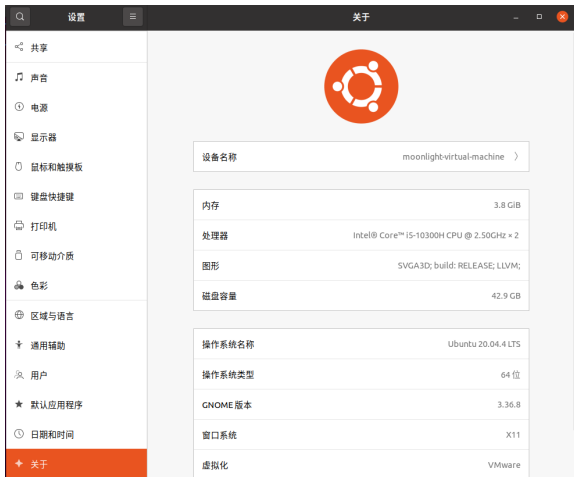 设置
关于
共享
声音
电源
显示器
鼠标和触摸板
键盘快捷键
打印机
可移动介质
色彩
区域与语言
通用辅助
用户
默认应用程序
日期和时间
关于
设备名称 moonlight-virtual-machine
内存 3.8 GiB
处理器 Intel® Core™ i5-10300H CPU @ 2.50GHz × 2
图形 SVGA3D; build: RELEASE; LLVM;
磁盘容量 42.9 GB
操作系统名称 Ubuntu 20.04.4 LTS
操作系统类型 64 位
GNOME 版本 3.36.8
窗口系统 X11
虚拟化 VMware